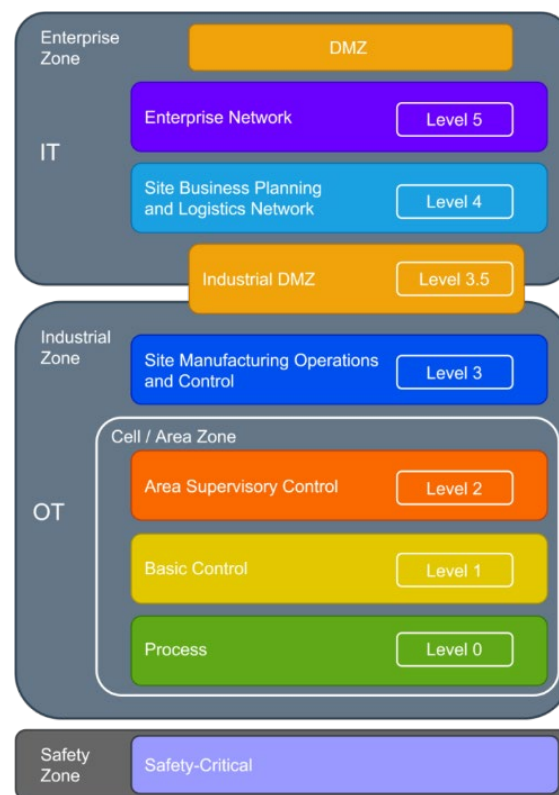 Enterprise
Zone
DMZ
IT
Enterprise Network
Level 5
Site Business Planning
and Logistics Network
Level 4
Industrial DMZ
Level 3.5
Industrial
Zone
Site Manufacturing Operations
and Control
Level 3
Cell / Area Zone
OT
Area Supervisory Control
Level 2
Basic Control
Level 1
Process
Level 0
Safety
Zone
Safety-Critical